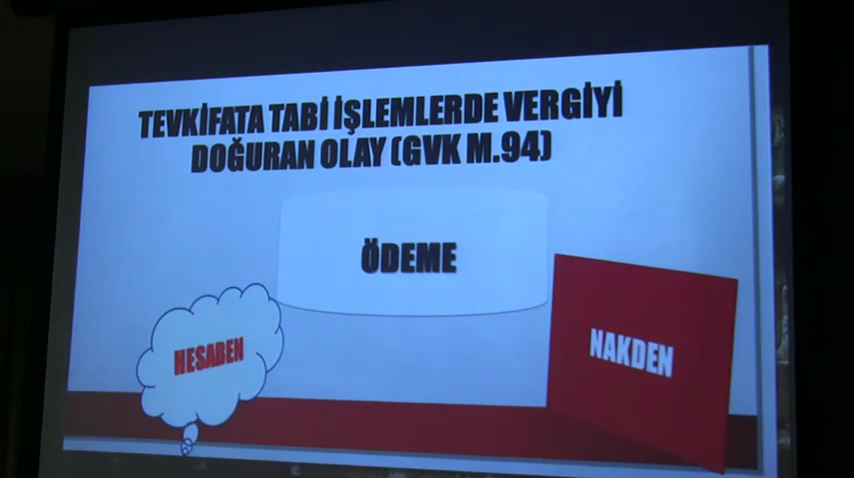 TEVKİFATA TABİ İŞLEMLERDE VERGİYİ
DOĞURAN OLAY (GVK M.94)
ÖDEME
HESABEN
NAKDEN